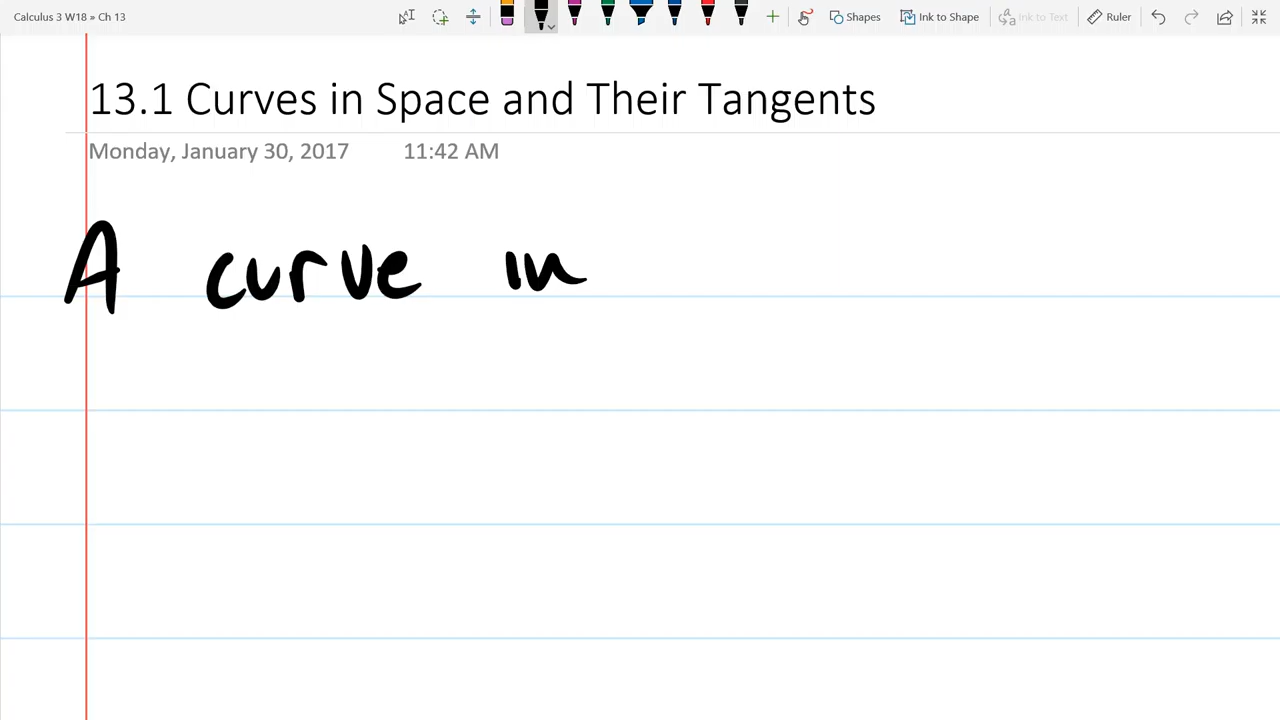 Calculus 3 W18 » Ch 13
Shapes
Ink to Shape
Ink to Text
Ruler
13.1 Curves in Space and Their Tangents
Monday, January 30, 2017 11:42 AM
A curve in